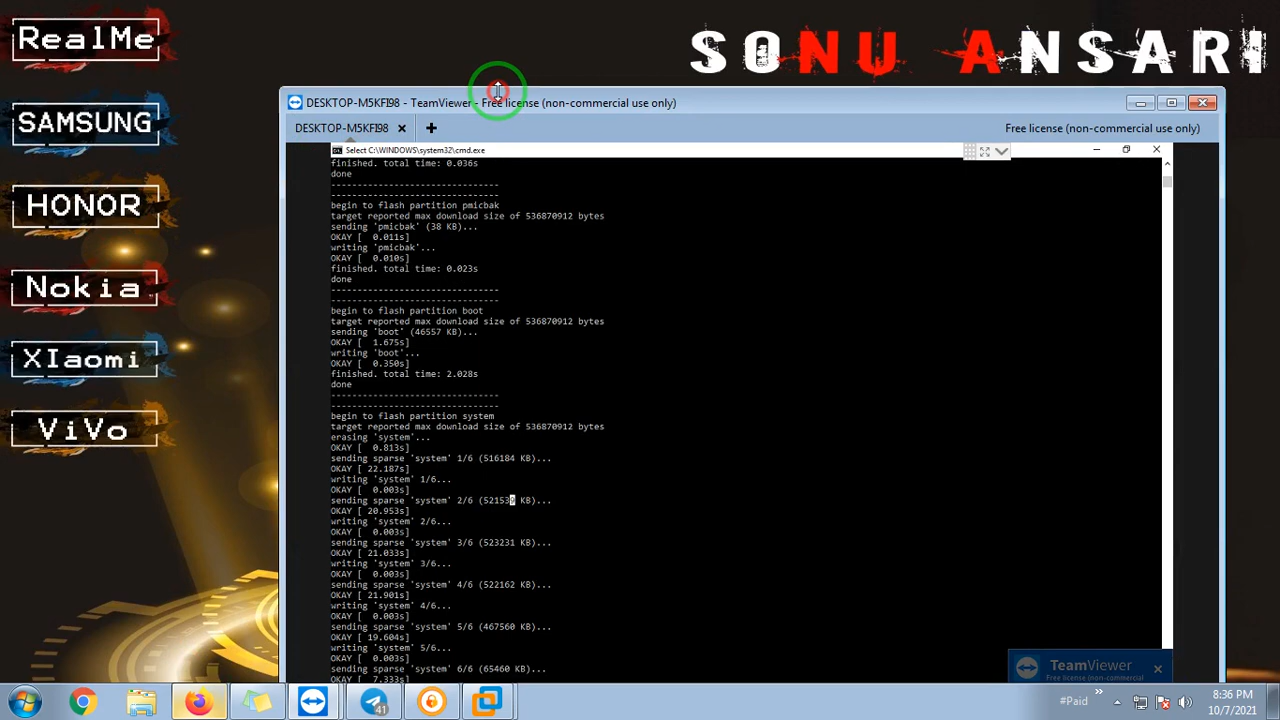 RealMe
SAMSUNG
HONOR
Nokia
XIaomi
ViVo
SONU ANSARI
DESKTOP-M5KFI98 - TeamViewer - Free license (non-commercial use only)
DESKTOP-M5KFI98
Free license (non-commercial use only)
Select C:\WINDOWS\system32\cmd.exe
finished. total time: 0.036s
done
--------------------------------
--------------------------------
begin to flash partition pmicbak
target reported max download size of 536870912 bytes
sending 'pmicbak' (38 KB)...
OKAY [  0.011s]
writing 'pmicbak'...
OKAY [  0.010s]
finished. total time: 0.023s
done
--------------------------------
--------------------------------
begin to flash partition boot
target reported max download size of 536870912 bytes
sending 'boot' (46557 KB)...
OKAY [  1.675s]
writing 'boot'...
OKAY [  0.350s]
finished. total time: 2.028s
done
--------------------------------
--------------------------------
begin to flash partition system
target reported max download size of 536870912 bytes
erasing 'system'...
OKAY [  0.813s]
sending sparse 'system' 1/6 (516184 KB)...
OKAY [ 22.187s]
writing 'system' 1/6...
OKAY [  0.003s]
sending sparse 'system' 2/6 (521539 KB)...
OKAY [ 20.953s]
writing 'system' 2/6...
OKAY [  0.003s]
sending sparse 'system' 3/6 (523231 KB)...
OKAY [ 21.033s]
writing 'system' 3/6...
OKAY [  0.003s]
sending sparse 'system' 4/6 (522162 KB)...
OKAY [ 21.901s]
writing 'system' 4/6...
OKAY [  0.003s]
sending sparse 'system' 5/6 (467560 KB)...
OKAY [ 19.604s]
writing 'system' 5/6...
OKAY [  0.003s]
sending sparse 'system' 6/6 (65460 KB)...
OKAY [  7.333s]
TeamViewer
Free license (non-commercial
41
#Paid
8:36 PM
10/7/2021